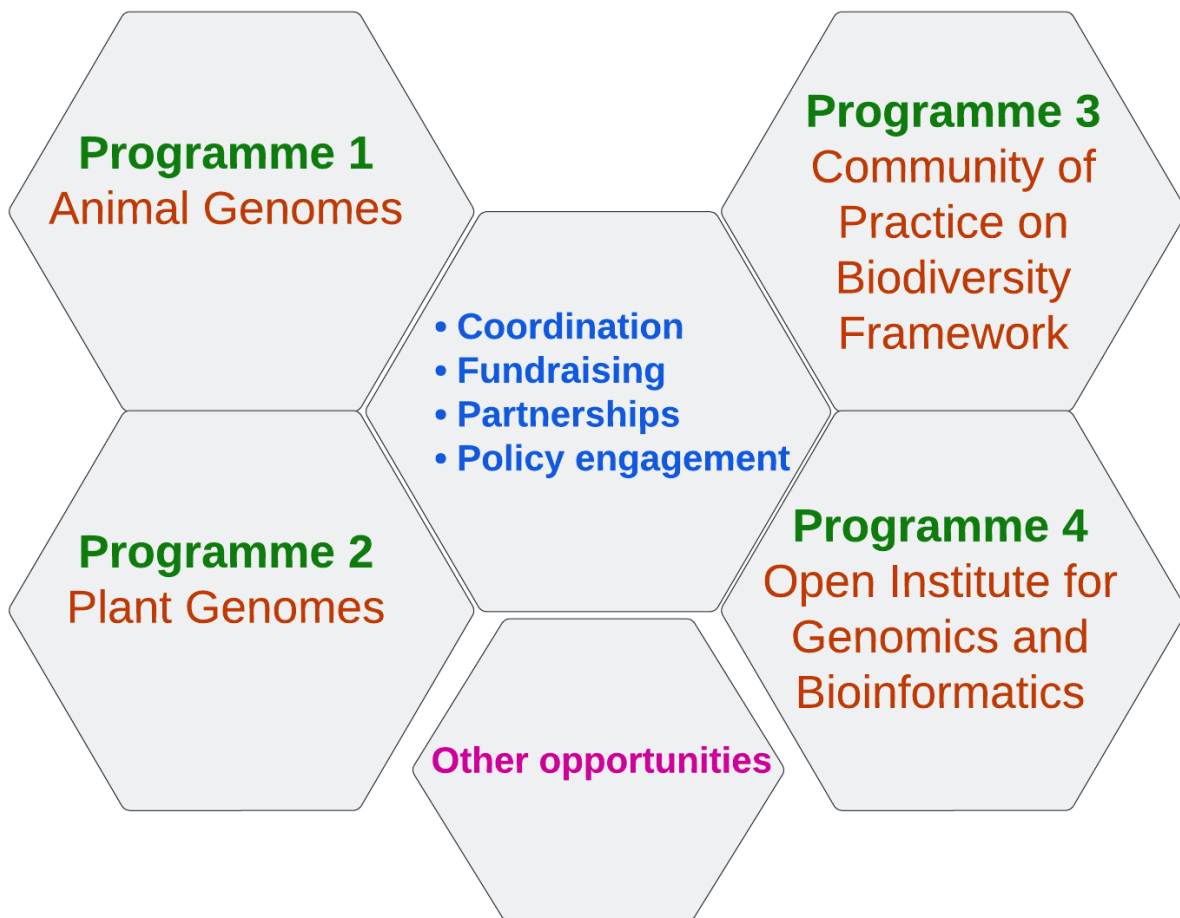 Programme 1
Animal Genomes
Programme 2
Plant Genomes
• Coordination
• Fundraising
• Partnerships
• Policy engagement
Other opportunities
Programme 3
Community of
Practice on
Biodiversity
Framework
Programme 4
Open Institute for
Genomics and
Bioinformatics